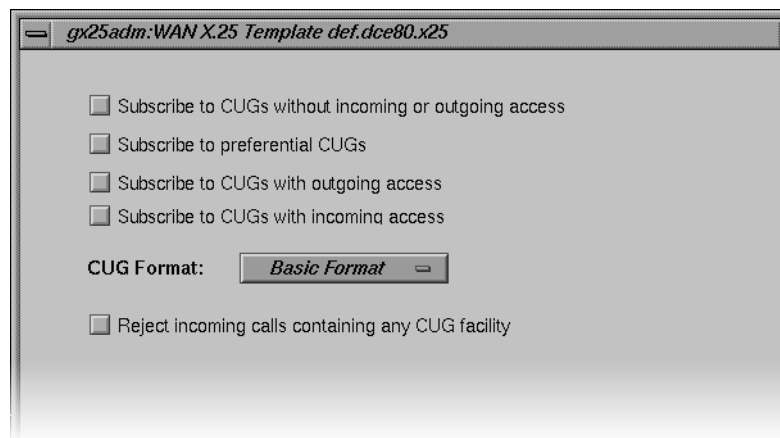 gx25adm:WAN X.25 Template def.dce80.x25
Subscribe to CUGs without incoming or outgoing access
Subscribe to preferential CUGs
Subscribe to CUGs with outgoing access
Subscribe to CUGs with incoming access
CUG Format: Basic Format
Reject incoming calls containing any CUG facility